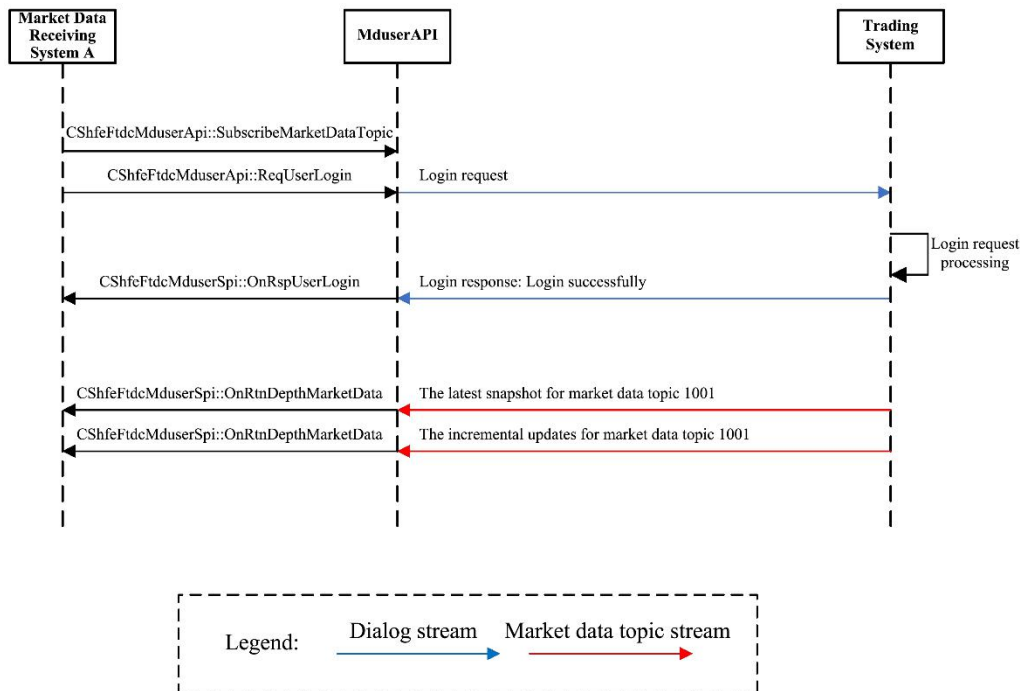 Market Data
Receiving
System A
MduserAPI
Trading
System
CShfeFtdcMduserApi::SubscribeMarketDataTopic
CShfeFtdcMduserApi::ReqUserLogin
Login request
Login request
processing
CShfeFtdcMduserSpi::OnRspUserLogin
Login response: Login successfully
CShfeFtdcMduserSpi::OnRtnDepthMarketData
The latest snapshot for market data topic 1001
CShfeFtdcMduserSpi::OnRtnDepthMarketData
The incremental updates for market data topic 1001
Legend:
Dialog stream
Market data topic stream